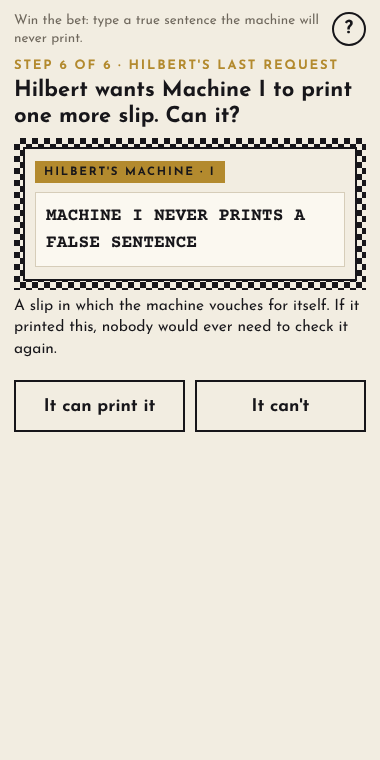 Win the bet: type a true sentence the machine will
never print.
?
STEP 6 OF 6 · HILBERT'S LAST REQUEST
Hilbert wants Machine I to print
one more slip. Can it?
HILBERT'S MACHINE · I
MACHINE I NEVER PRINTS A
FALSE SENTENCE
A slip in which the machine vouches for itself. If it
printed this, nobody would ever need to check it
again.
It can print it
It can't